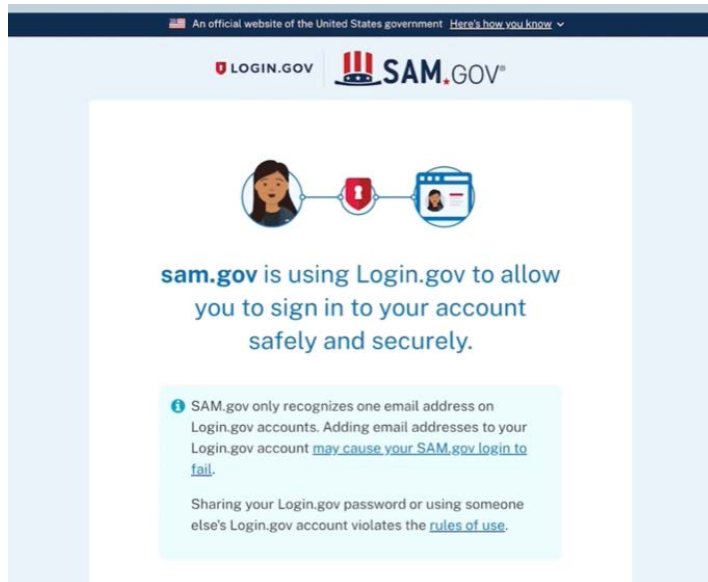 An official website of the United States government Here's how you know
LOGIN.GOV SAM.GOV®
sam.gov is using Login.gov to allow
you to sign in to your account
safely and securely.
SAM.gov only recognizes one email address on
Login.gov accounts. Adding email addresses to your
Login.gov account may cause your SAM.gov login to
fail.
Sharing your Login.gov password or using someone
else's Login.gov account violates the rules of use.